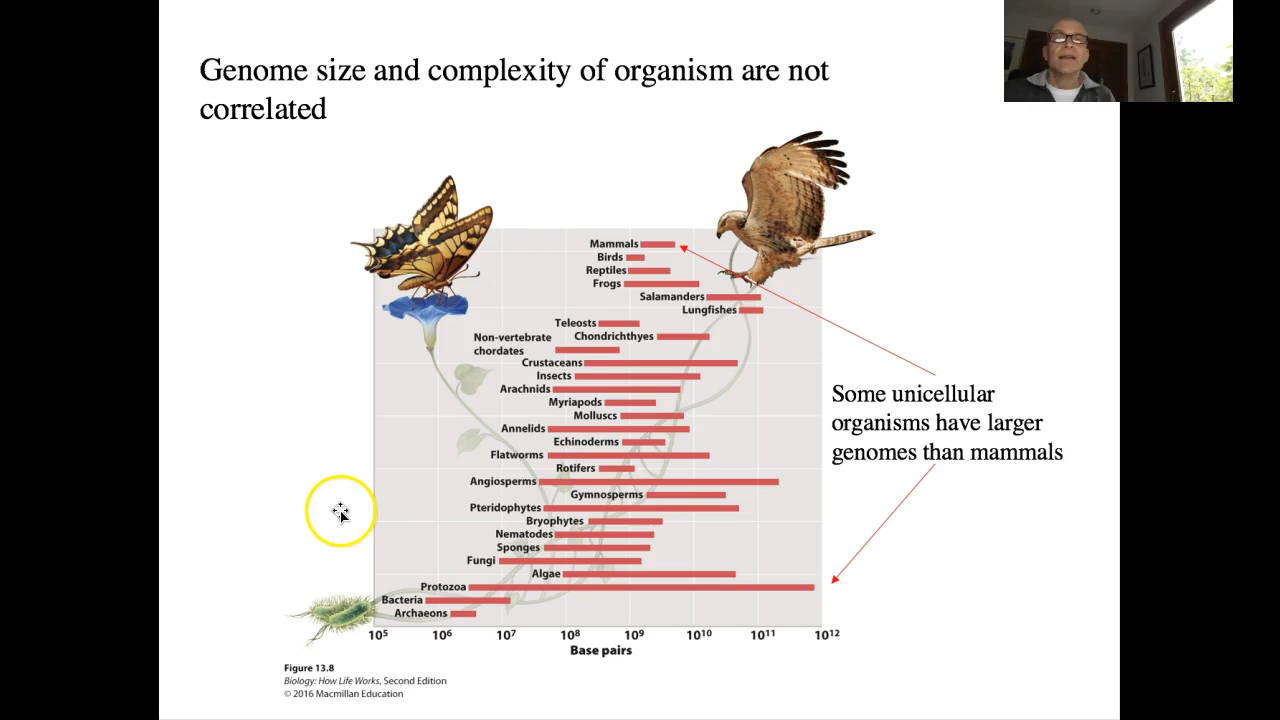 Genome size and complexity of organism are not
correlated
Mammals
Birds
Reptiles
Frogs
Salamanders
Lungfishes
Teleosts
Non-vertebrate
chordates
Chondrichthyes
Crustaceans
Insects
Arachnids
Myriapods
Molluscs
Annelids
Echinoderms
Flatworms
Rotifers
Angiosperms
Gymnosperms
Pteridophytes
Bryophytes
Nematodes
Sponges
Fungi
Algae
Protozoa
Bacteria
Archaeons
10⁵ 10⁶ 10⁷ 10⁸ 10⁹ 10¹⁰ 10¹¹ 10¹²
Base pairs
Some unicellular
organisms have larger
genomes than mammals
Figure 13.8
Biology: How Life Works, Second Edition
© 2016 Macmillan Education